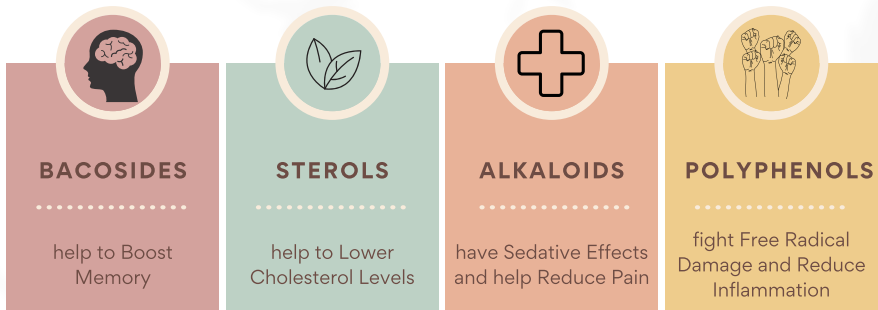 BACOSIDES
help to Boost
Memory
STEROLS
help to Lower
Cholesterol Levels
ALKALOIDS
have Sedative Effects
and help Reduce Pain
POLYPHENOLS
fight Free Radical
Damage and Reduce
Inflammation